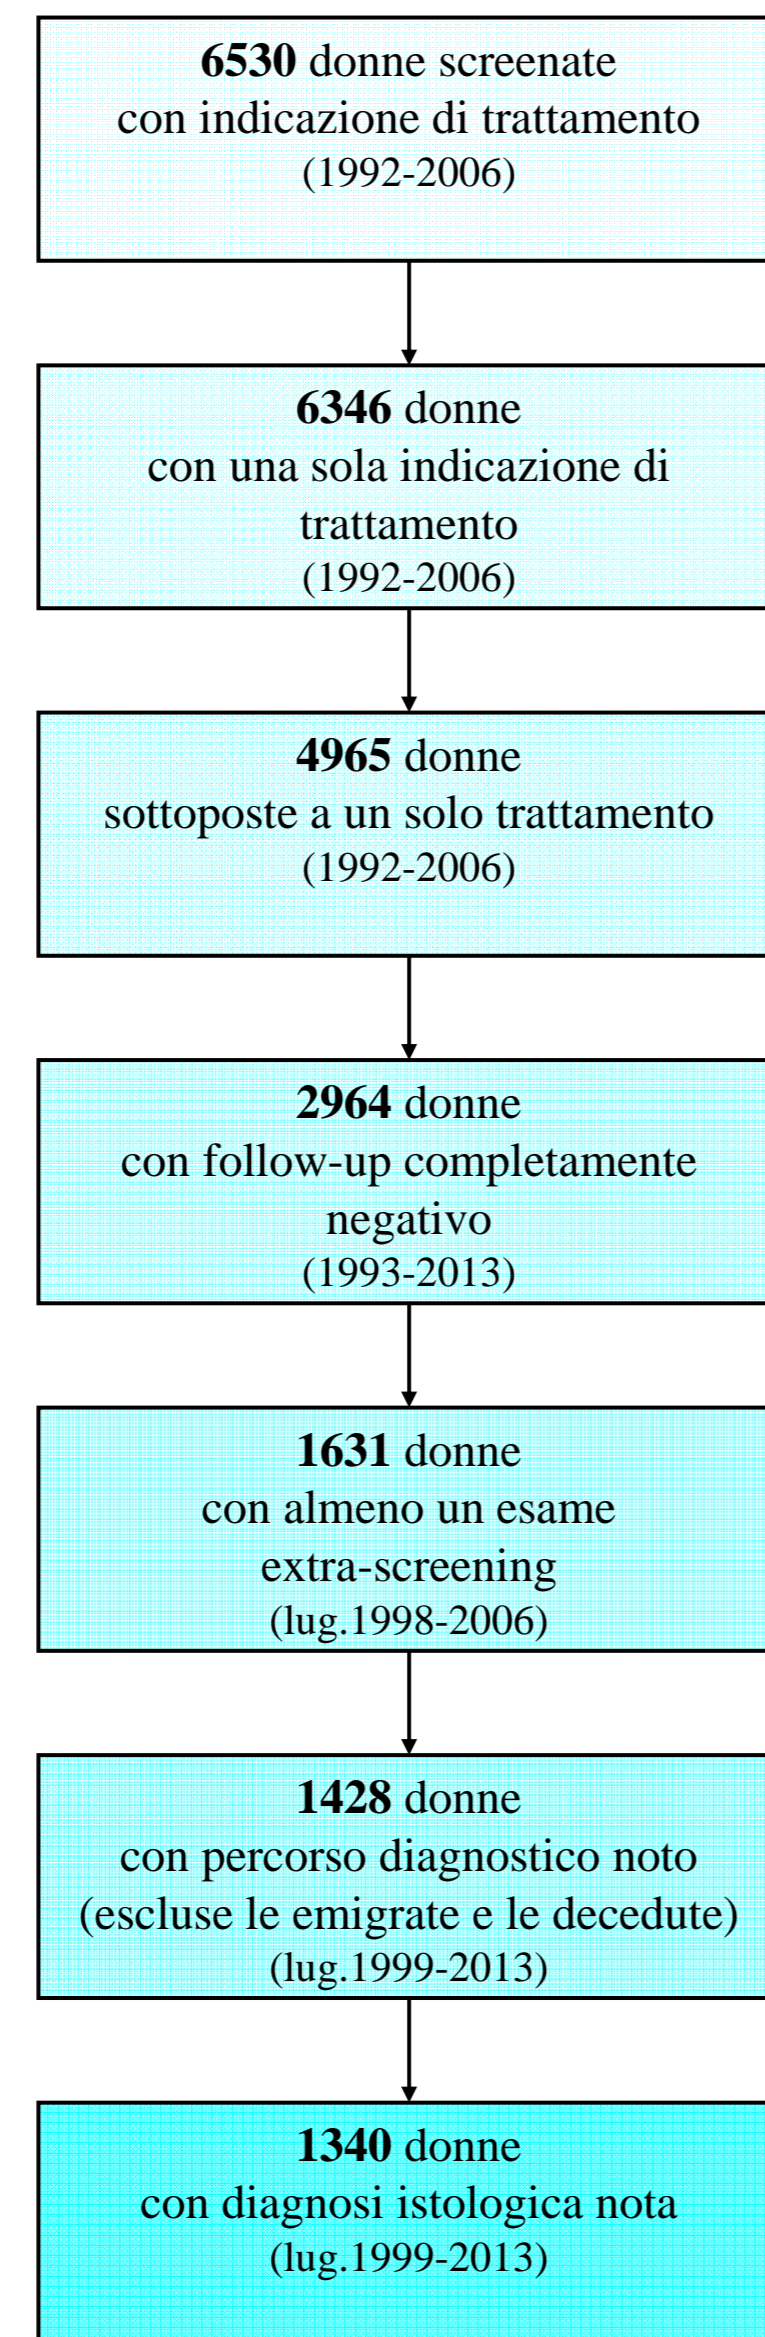 6530 donne screenate
con indicazione di trattamento
(1992-2006)
6346 donne
con una sola indicazione di
trattamento
(1992-2006)
4965 donne
sottoposte a un solo trattamento
(1992-2006)
2964 donne
con follow-up completamente
negativo
(1993-2013)
1631 donne
con almeno un esame
extra-screening
(lug.1998-2006)
1428 donne
con percorso diagnostico noto
(escluse le emigrate e le decedute)
(lug.1999-2013)
1340 donne
con diagnosi istologica nota
(lug.1999-2013)